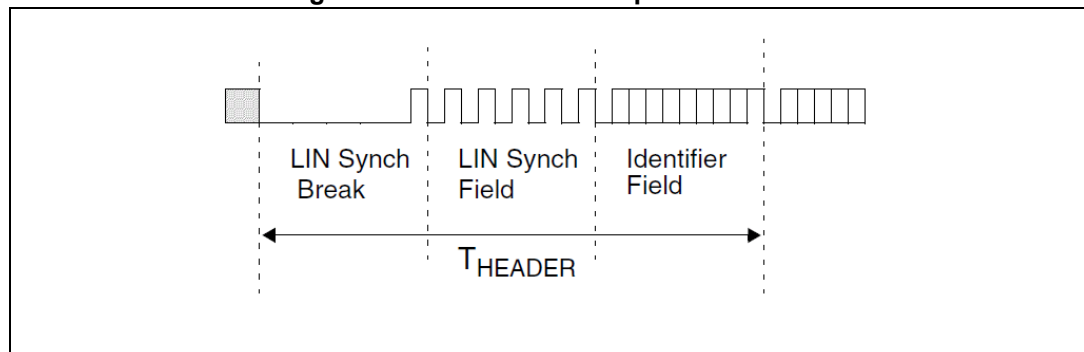 LIN Synch
Break
LIN Synch
Field
Identifier
Field
THEADER